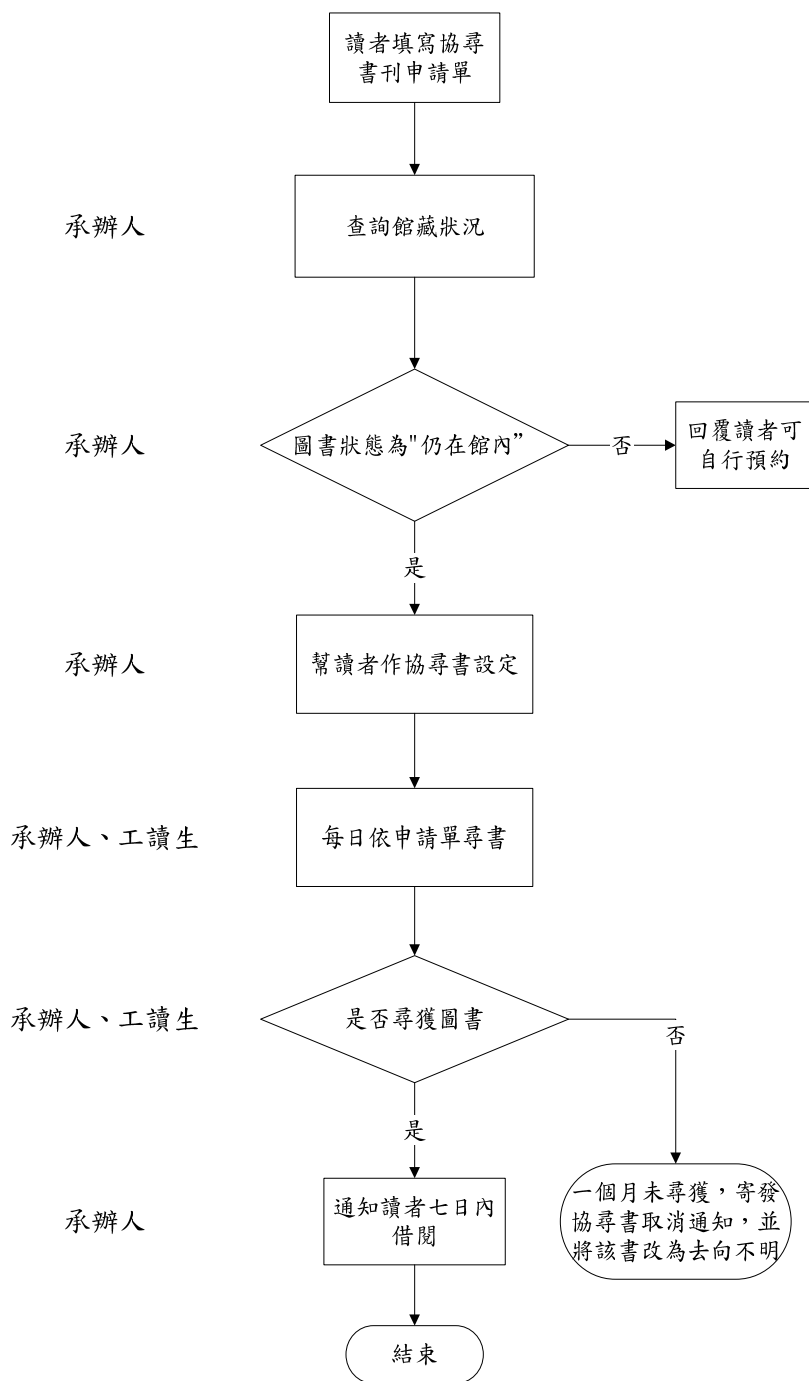 讀者填寫協尋
書刊申請單
承辦人
查詢館藏狀況
承辦人
圖書狀態為"仍在館內”
否
回覆讀者可
自行預約
是
承辦人
幫讀者作協尋書設定
承辦人、工讀生
每日依申請單尋書
承辦人、工讀生
是否尋獲圖書
否
是
承辦人
通知讀者七日內
借閱
一個月未尋獲，寄發
協尋書取消通知，並
將該書改為去向不明
結束